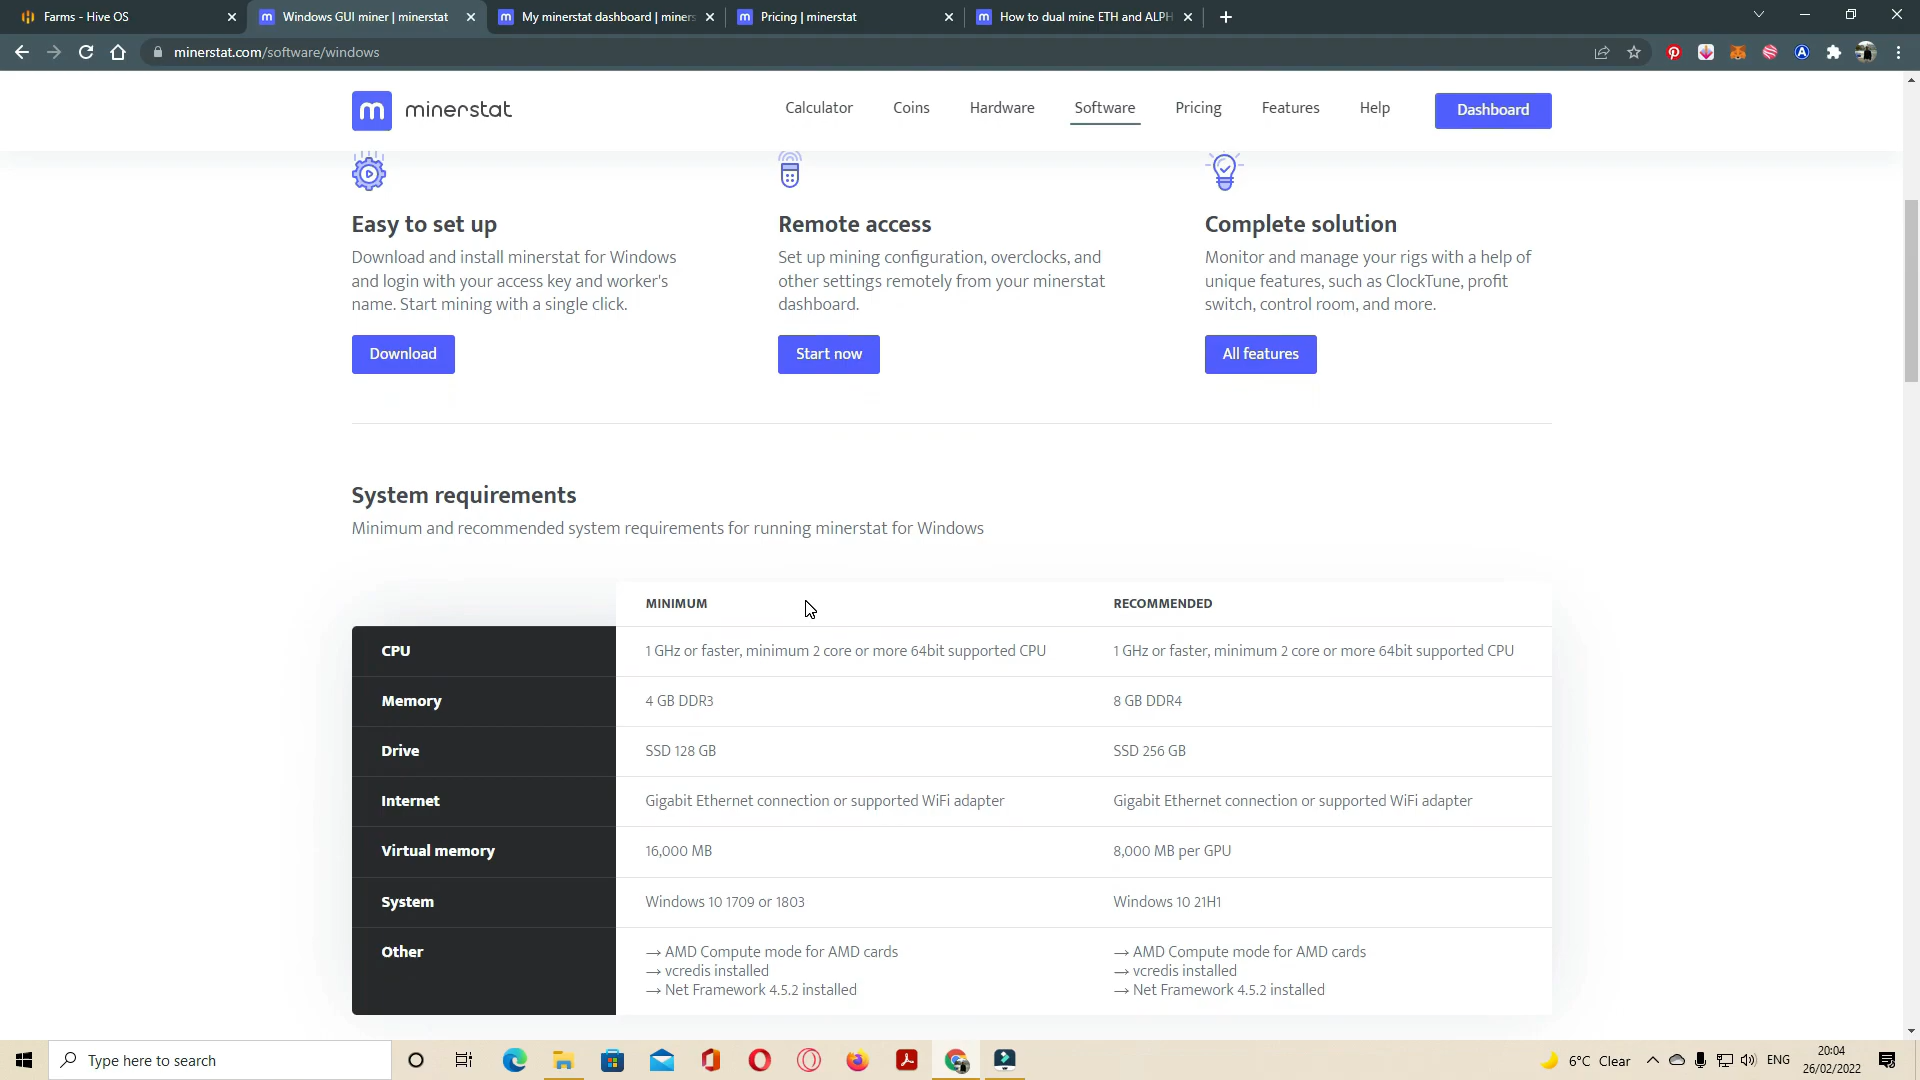 Farms - Hive OS
Windows GUI miner | minerstat
My minerstat dashboard | miners
Pricing | minerstat
How to dual mine ETH and ALPH
minerstat.com/software/windows
m minerstat
Calculator
Coins
Hardware
Software
Pricing
Features
Help
Dashboard
Easy to set up
Download and install minerstat for Windows
and login with your access key and worker's
name. Start mining with a single click.
Download
Remote access
Set up mining configuration, overclocks, and
other settings remotely from your minerstat
dashboard.
Start now
Complete solution
Monitor and manage your rigs with a help of
unique features, such as ClockTune, profit
switch, control room, and more.
All features
System requirements
Minimum and recommended system requirements for running minerstat for Windows
MINIMUM
RECOMMENDED
CPU
1 GHz or faster, minimum 2 core or more 64bit supported CPU
1 GHz or faster, minimum 2 core or more 64bit supported CPU
Memory
4 GB DDR3
8 GB DDR4
Drive
SSD 128 GB
SSD 256 GB
Internet
Gigabit Ethernet connection or supported WiFi adapter
Gigabit Ethernet connection or supported WiFi adapter
Virtual memory
16,000 MB
8,000 MB per GPU
System
Windows 10 1709 or 1803
Windows 10 21H1
Other
→ AMD Compute mode for AMD cards
→ vcredis installed
→ Net Framework 4.5.2 installed
→ AMD Compute mode for AMD cards
→ vcredis installed
→ Net Framework 4.5.2 installed
Type here to search
6°C Clear
ENG
20:04
26/02/2022